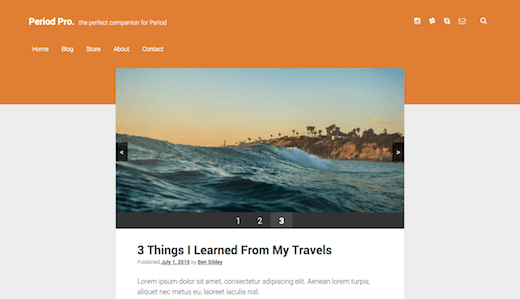 Period Pro. the perfect companion for Period
Home Blog Store About Contact
< >
1 2 3
3 Things I Learned From My Travels
Published July 1, 2015 by Ben Sibley
Lorem ipsum dolor sit amet, consectetur adipiscing elit. Aenean lorem turpis,
aliquet nec metus eu, laoreet iaculis nisl.